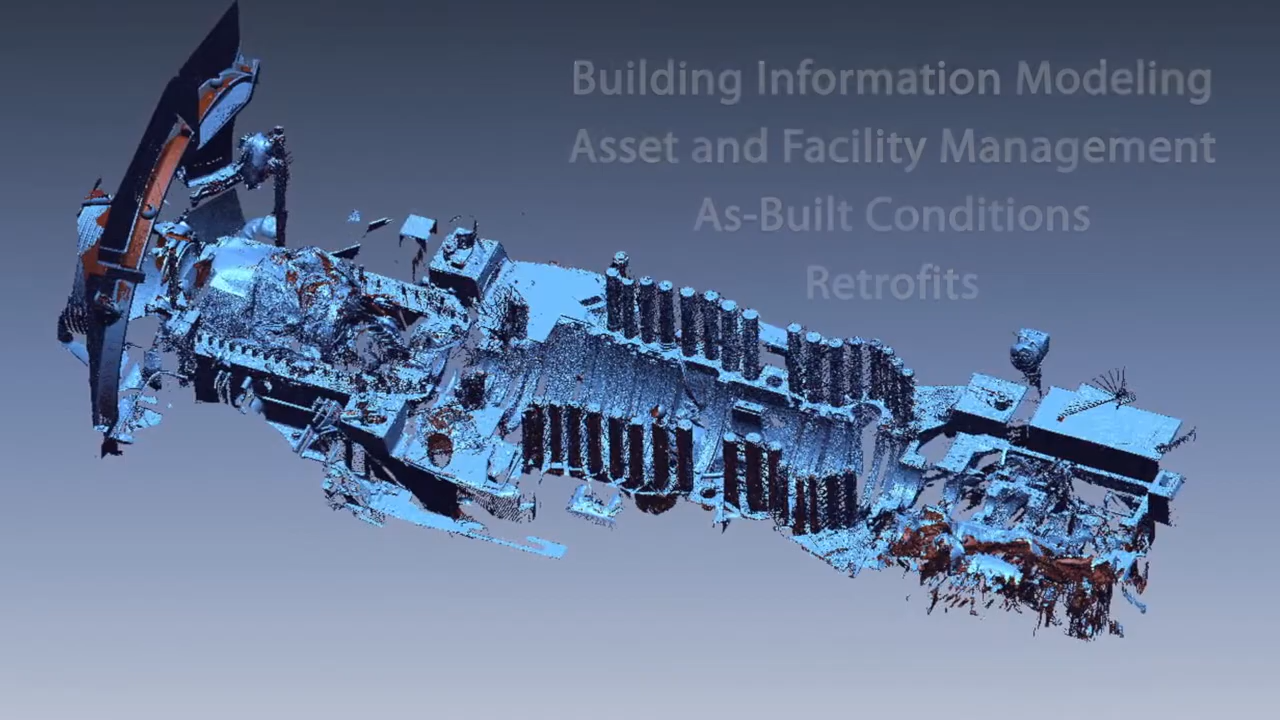 Building Information Modeling
Asset and Facility Management
As-Built Conditions
Retrofits